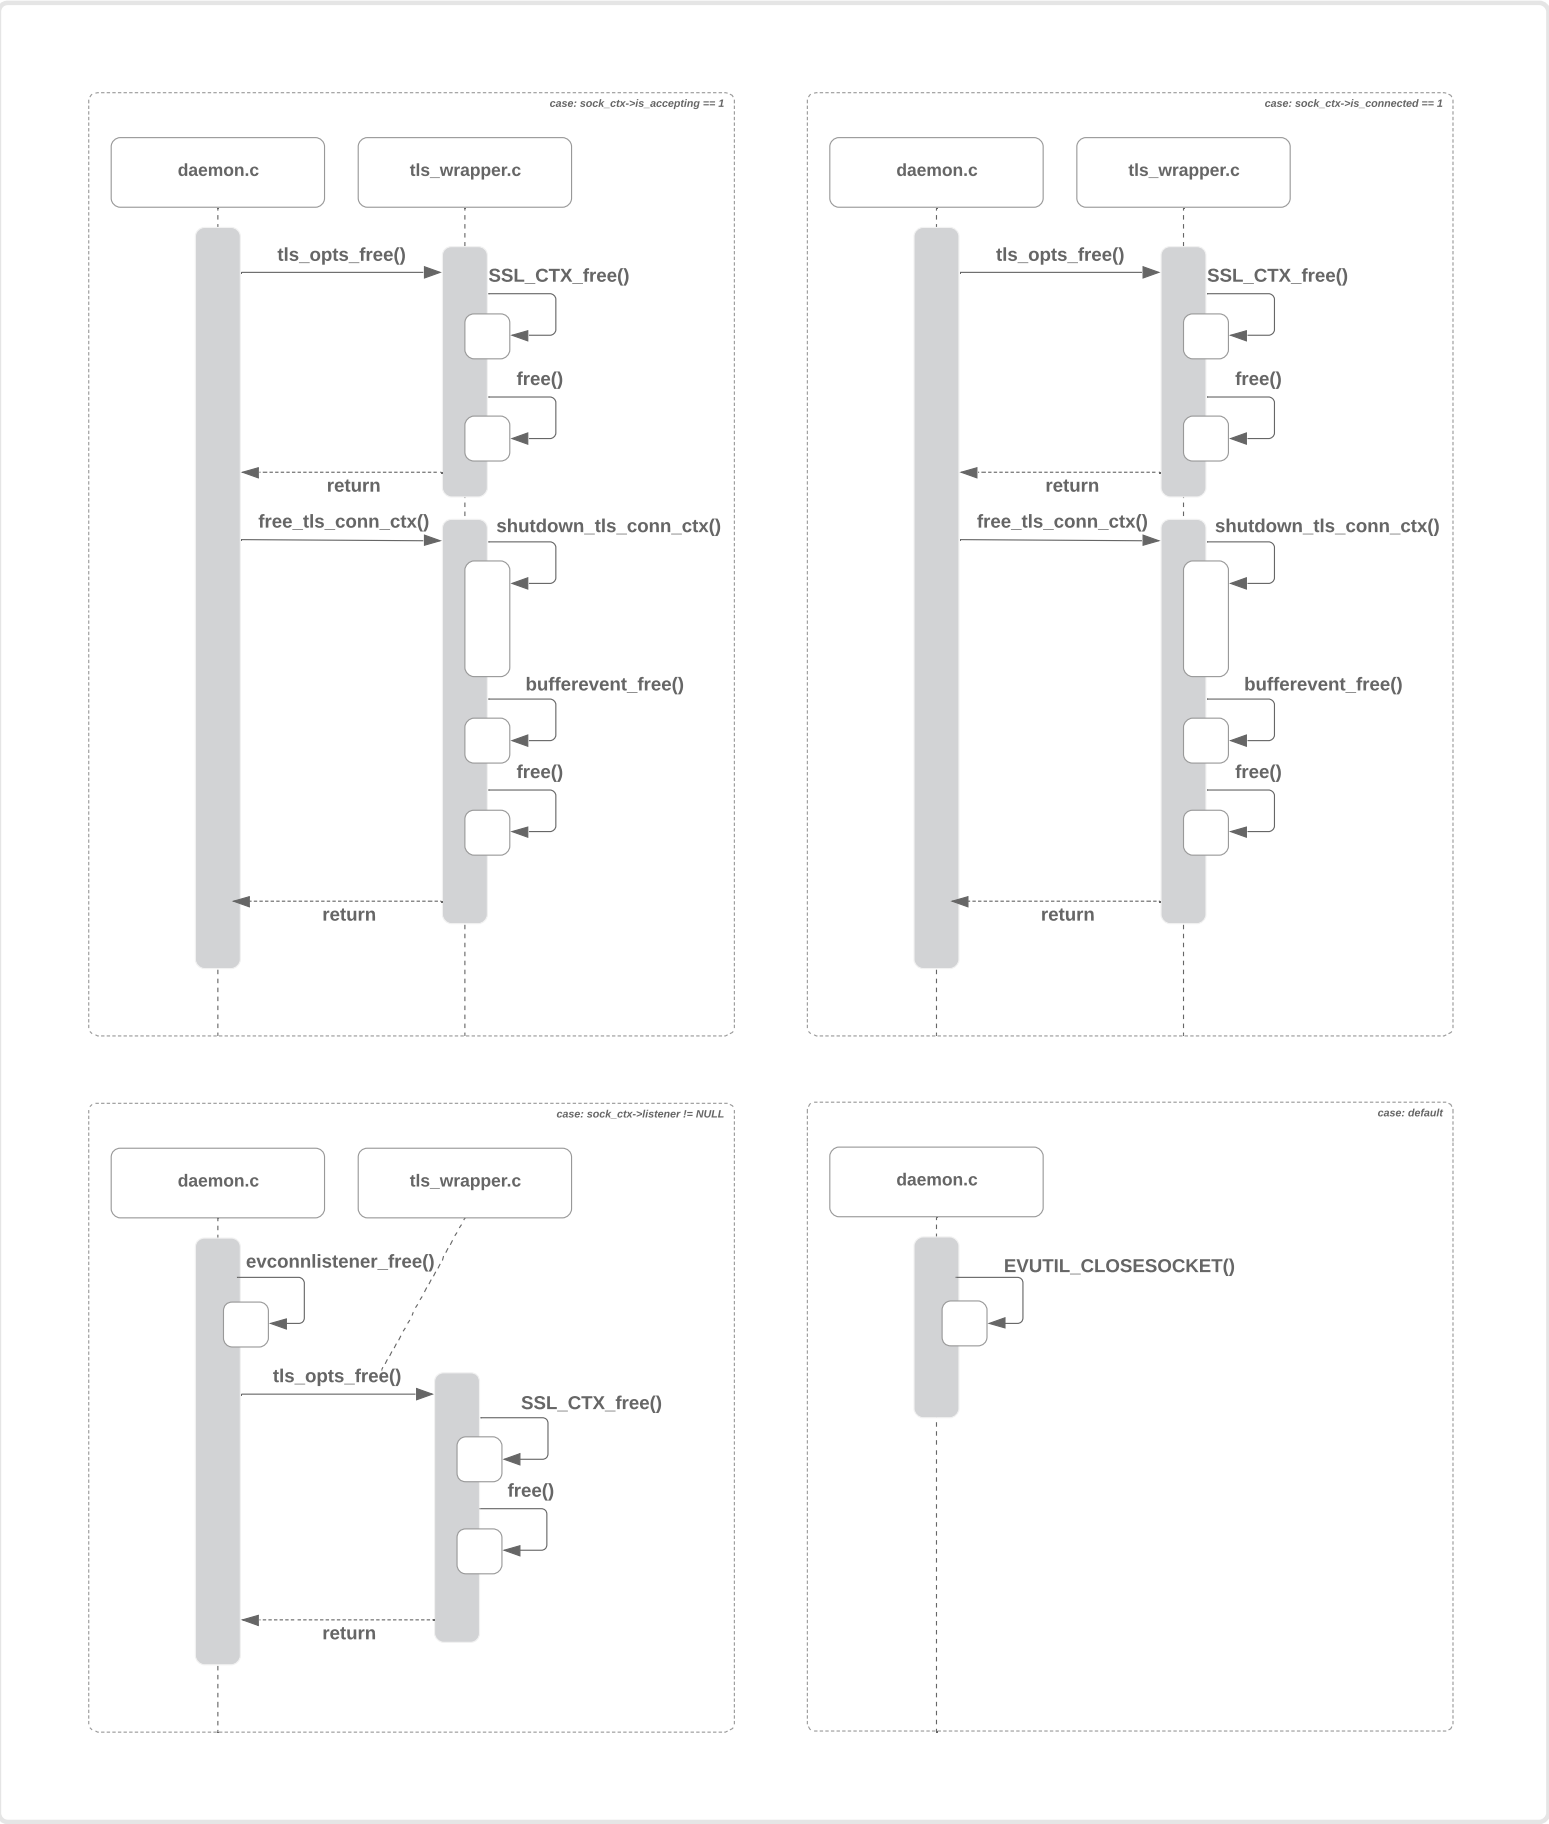 case: sock_ctx->is_accepting == 1
daemon.c
tls_wrapper.c
tls_opts_free()
SSL_CTX_free()
free()
return
free_tls_conn_ctx()
shutdown_tls_conn_ctx()
bufferevent_free()
free()
return
case: sock_ctx->is_connected == 1
daemon.c
tls_wrapper.c
tls_opts_free()
SSL_CTX_free()
free()
return
free_tls_conn_ctx()
shutdown_tls_conn_ctx()
bufferevent_free()
free()
return
case: sock_ctx->listener != NULL
daemon.c
tls_wrapper.c
evconnlistener_free()
tls_opts_free()
SSL_CTX_free()
free()
return
case: default
daemon.c
EVUTIL_CLOSESOCKET()